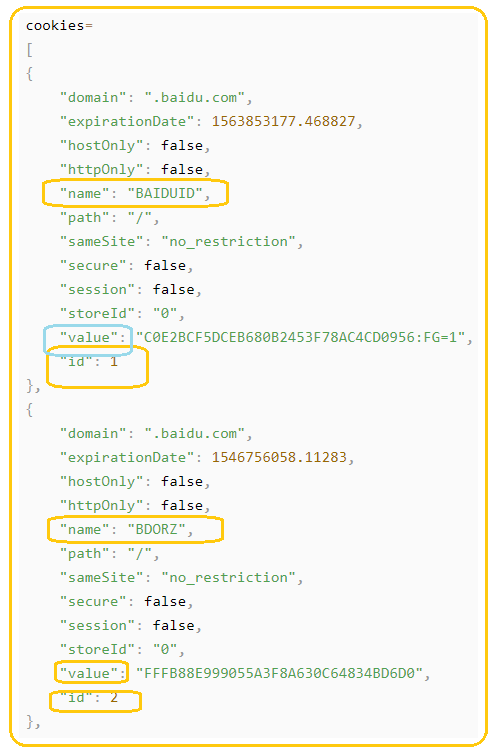 cookies=
[
{
"domain": ".baidu.com",
"expirationDate": 1563853177.468827,
"hostOnly": false,
"httpOnly": false,
"name": "BAIDUID",
"path": "/",
"sameSite": "no_restriction",
"secure": false,
"session": false,
"storeId": "0",
"value": "C0E2BCF5DCEB680B2453F78AC4CD0956:FG=1",
"id": 1
},
{
"domain": ".baidu.com",
"expirationDate": 1546756058.11283,
"hostOnly": false,
"httpOnly": false,
"name": "BDORZ",
"path": "/",
"sameSite": "no_restriction",
"secure": false,
"session": false,
"storeId": "0",
"value": "FFFB88E999055A3F8A630C64834BD6D0",
"id": 2
},